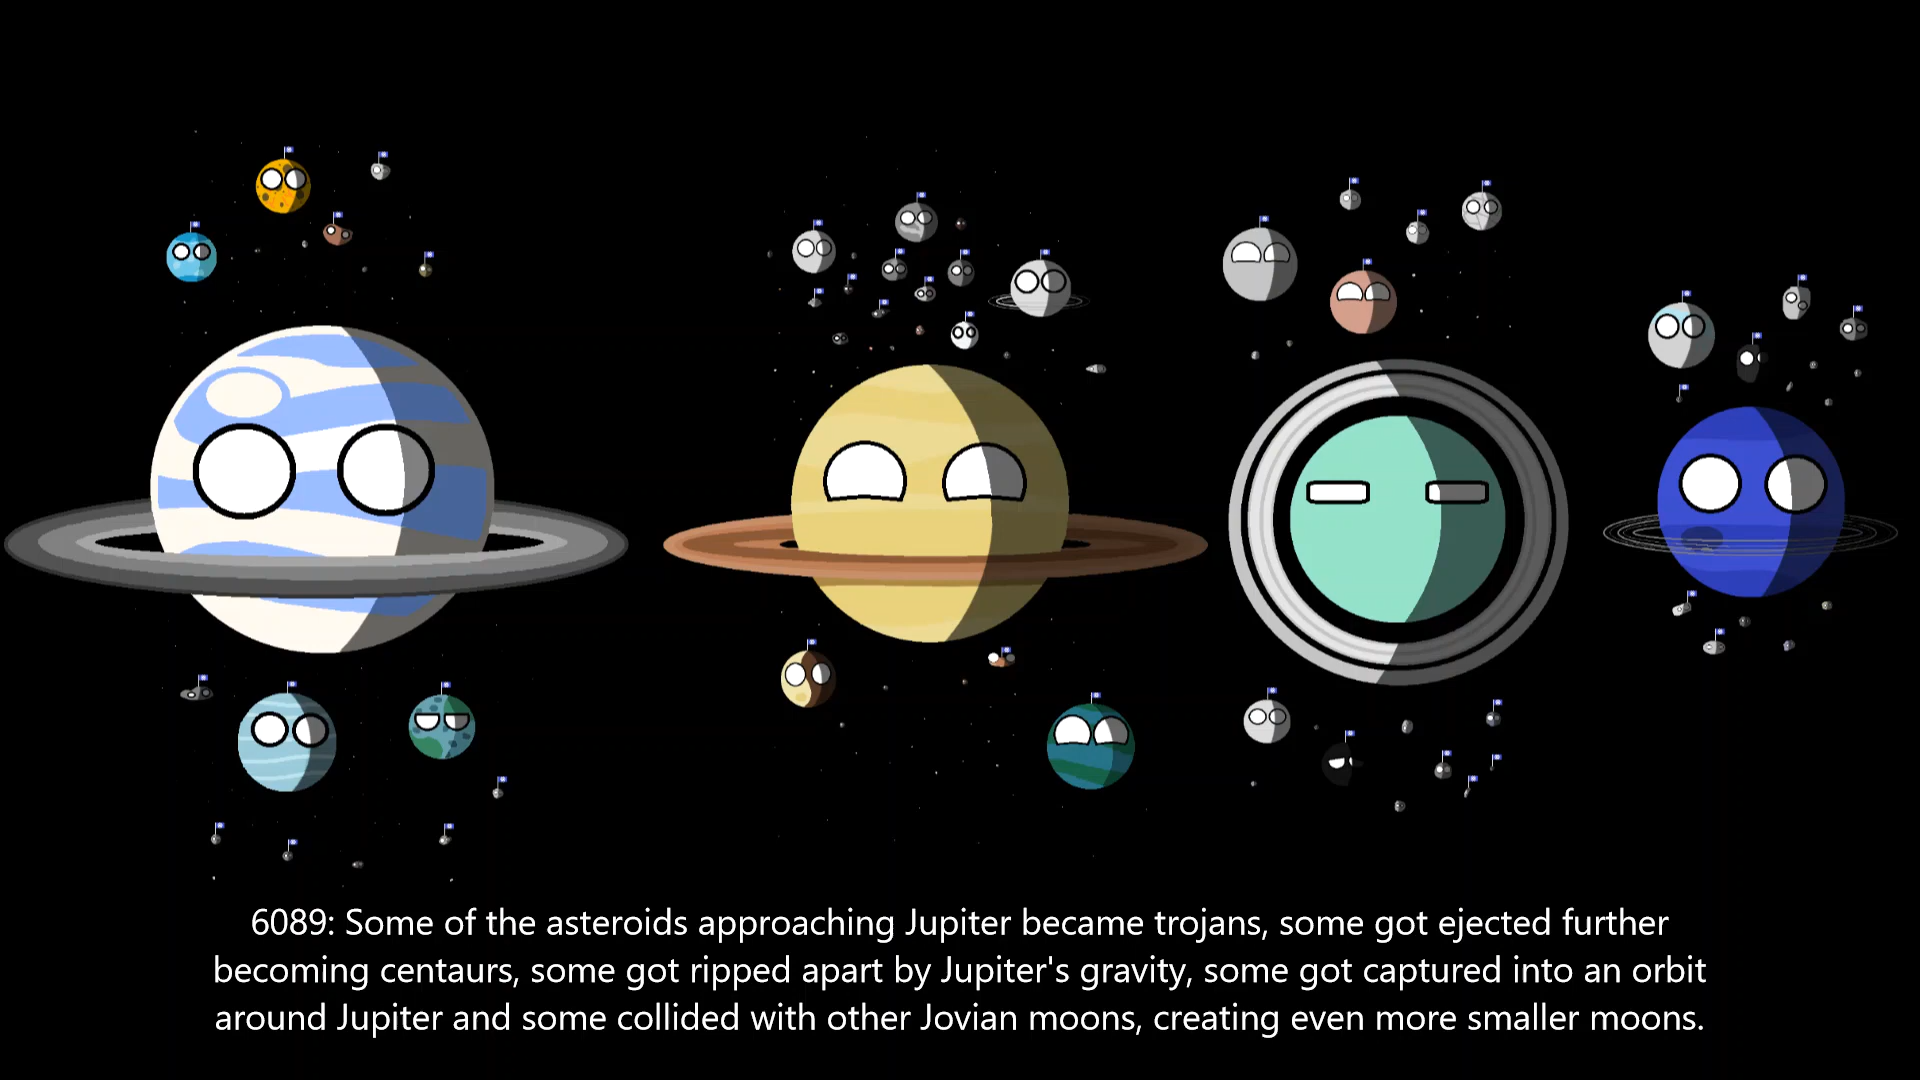 6089: Some of the asteroids approaching Jupiter became trojans, some got ejected further
becoming centaurs, some got ripped apart by Jupiter's gravity, some got captured into an orbit
around Jupiter and some collided with other Jovian moons, creating even more smaller moons.